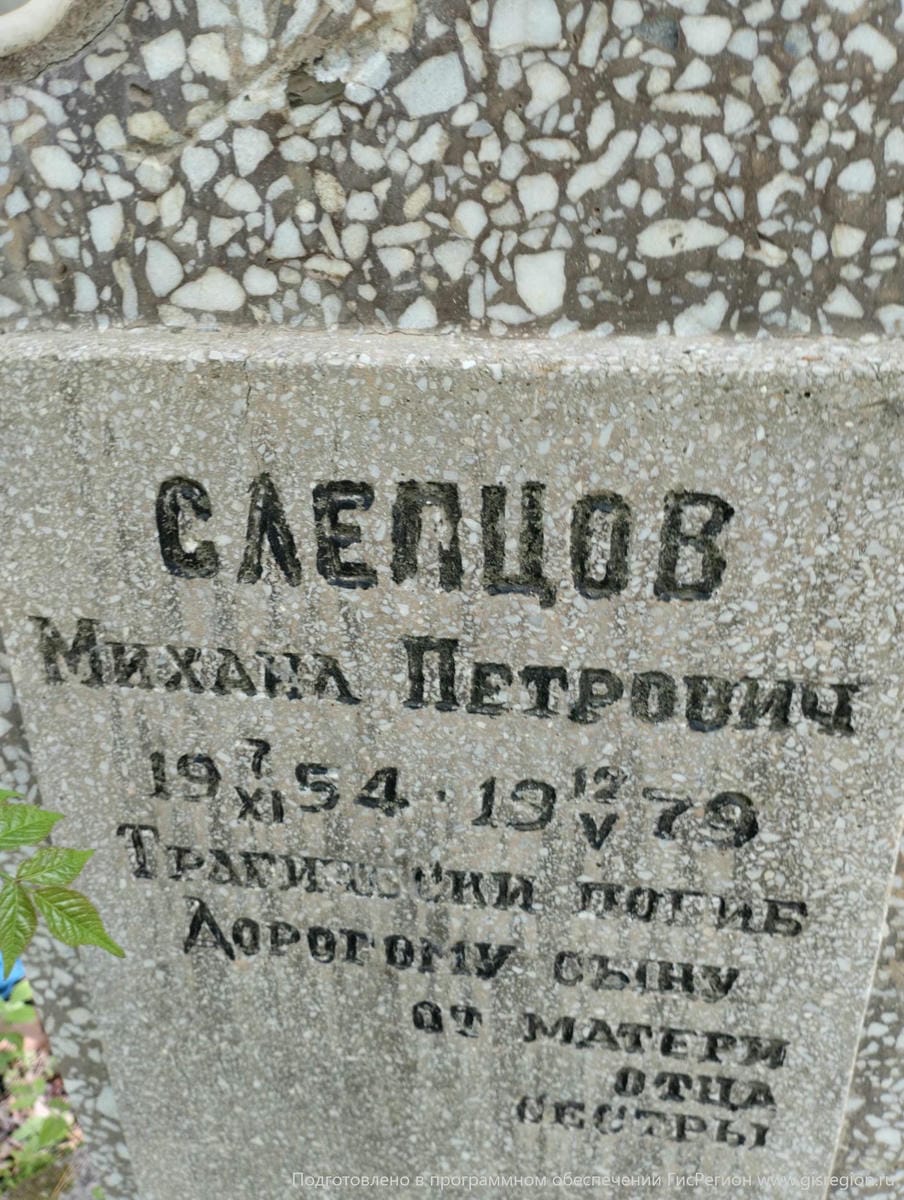 СЛЕПЦОВ
МИХАИЛ ПЕТРОВИЧ
19 7/XI 54 · 19 12/V 79
ТРАГИЧЕСКИ ПОГИБ
ДОРОГОМУ СЫНУ
ОТ МАТЕРИ
ОТЦА
СЕСТРЫ
Подготовлено в программном обеспечении ГисРегион www.gisregion.ru